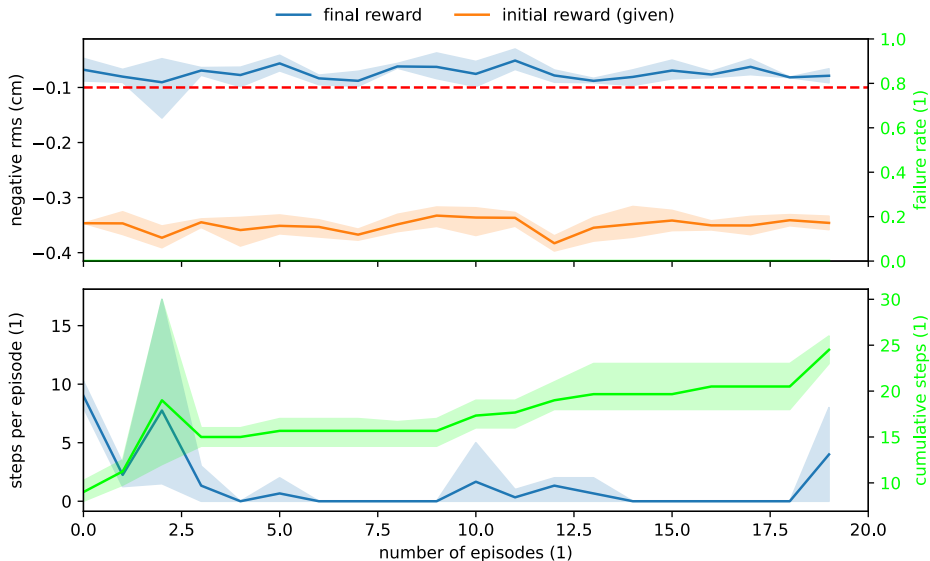 final reward
initial reward (given)
negative rms (cm)
−0.1
−0.2
−0.3
−0.4
1.0
0.8
0.6
0.4
0.2
0.0
failure rate (1)
steps per episode (1)
15
10
5
0
30
25
20
15
10
cumulative steps (1)
0.0 2.5 5.0 7.5 10.0 12.5 15.0 17.5 20.0
number of episodes (1)